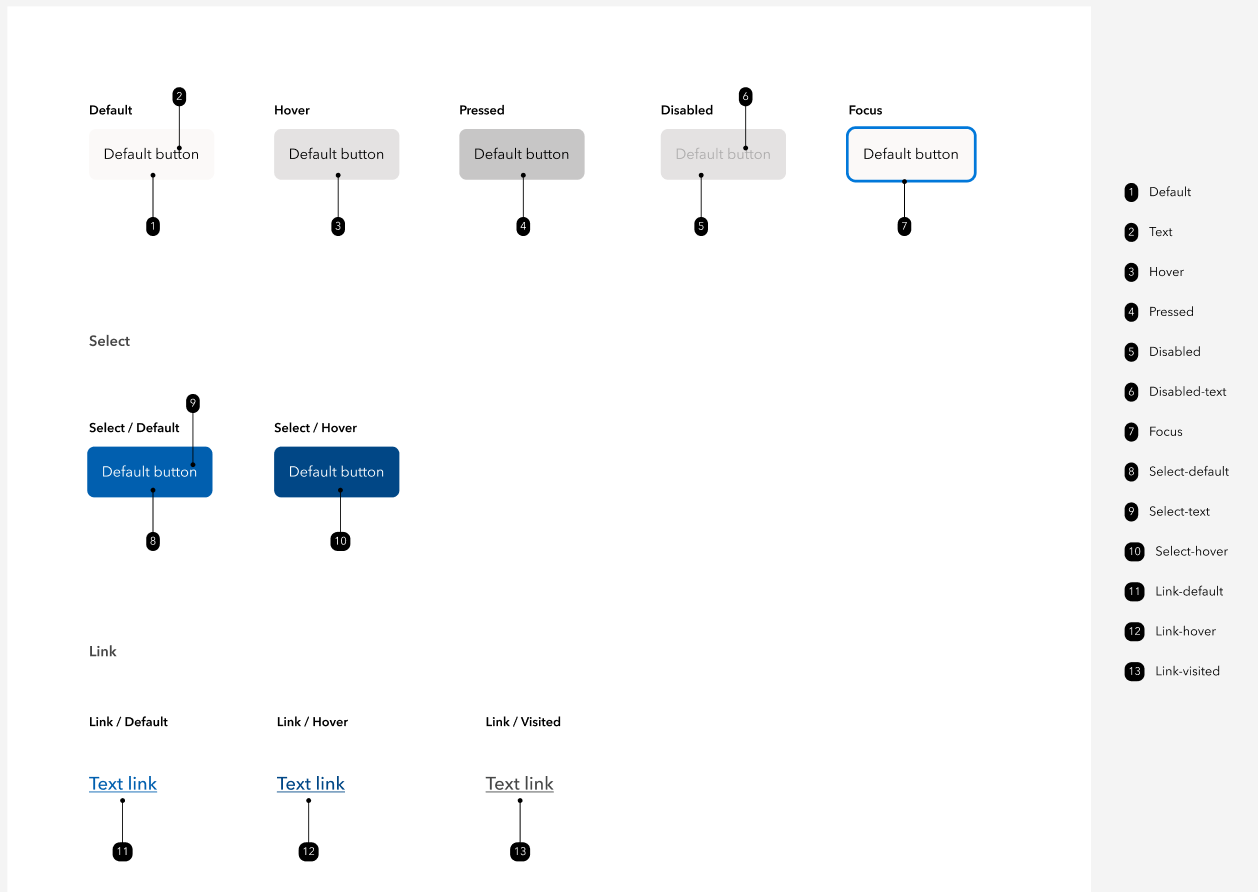 2
6
Default
Hover
Pressed
Disabled
Focus
Default button
Default button
Default button
Default button
Default button
1
3
4
5
7
Select
9
Select / Default
Select / Hover
Default button
Default button
8
10
Link
Link / Default
Link / Hover
Link / Visited
Text link
Text link
Text link
11
12
13
1 Default
2 Text
3 Hover
4 Pressed
5 Disabled
6 Disabled-text
7 Focus
8 Select-default
9 Select-text
10 Select-hover
11 Link-default
12 Link-hover
13 Link-visited